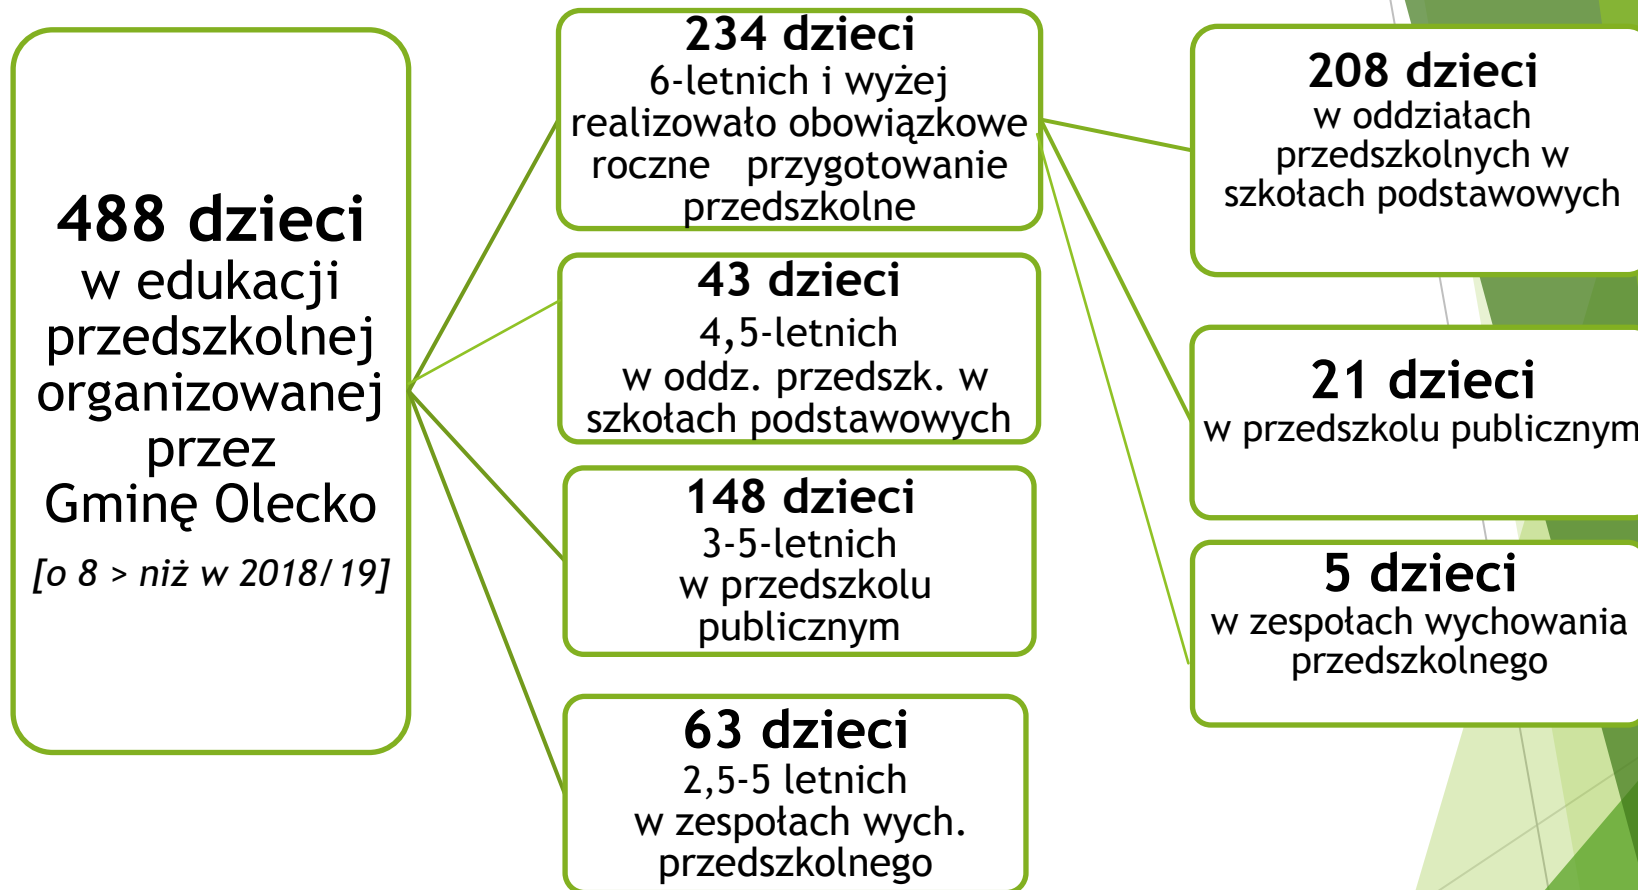 488 dzieci
w edukacji
przedszkolnej
organizowanej
przez
Gminę Olecko
[o 8 > niż w 2018/19]
234 dzieci
6-letnich i wyżej
realizowało obowiązkowe
roczne przygotowanie
przedszkolne
43 dzieci
4,5-letnich
w oddz. przedszk. w
szkołach podstawowych
148 dzieci
3-5-letnich
w przedszkolu
publicznym
63 dzieci
2,5-5 letnich
w zespołach wych.
przedszkolnego
208 dzieci
w oddziałach
przedszkolnych w
szkołach podstawowych
21 dzieci
w przedszkolu publicznym
5 dzieci
w zespołach wychowania
przedszkolnego